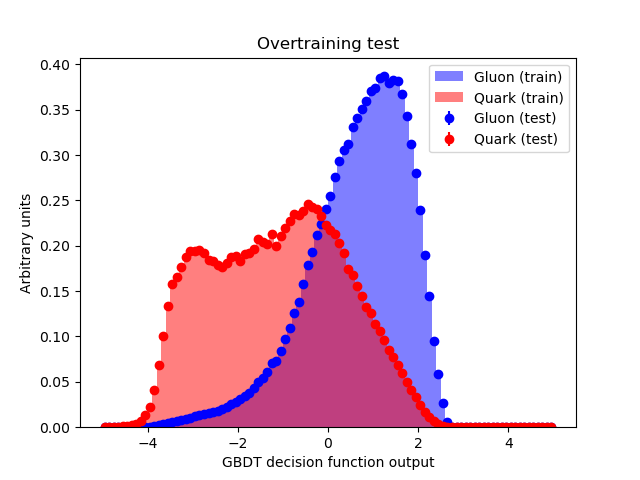 Overtraining test
Gluon (train)
Quark (train)
Gluon (test)
Quark (test)
Arbitrary units
0.40
0.35
0.30
0.25
0.20
0.15
0.10
0.05
0.00
−4
−2
0
2
4
GBDT decision function output